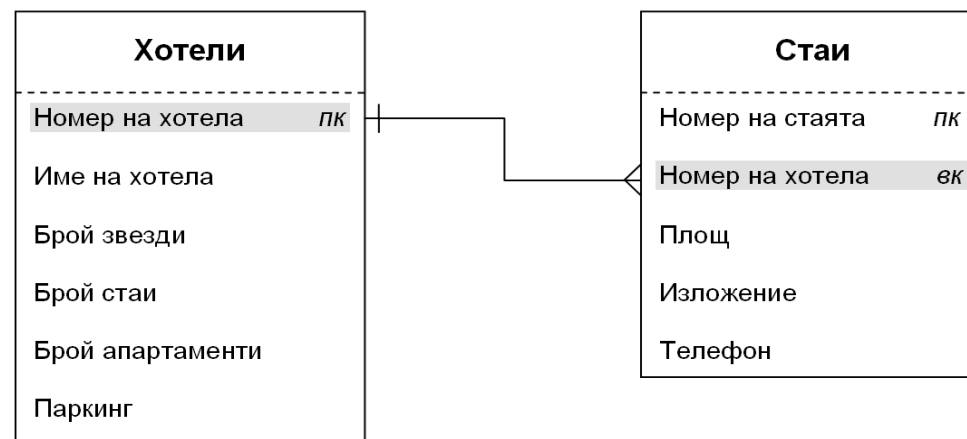 Хотели
Номер на хотела пк
Име на хотела
Брой звезди
Брой стаи
Брой апартаменти
Паркинг
Стаи
Номер на стаята пк
Номер на хотела вк
Площ
Изложение
Телефон